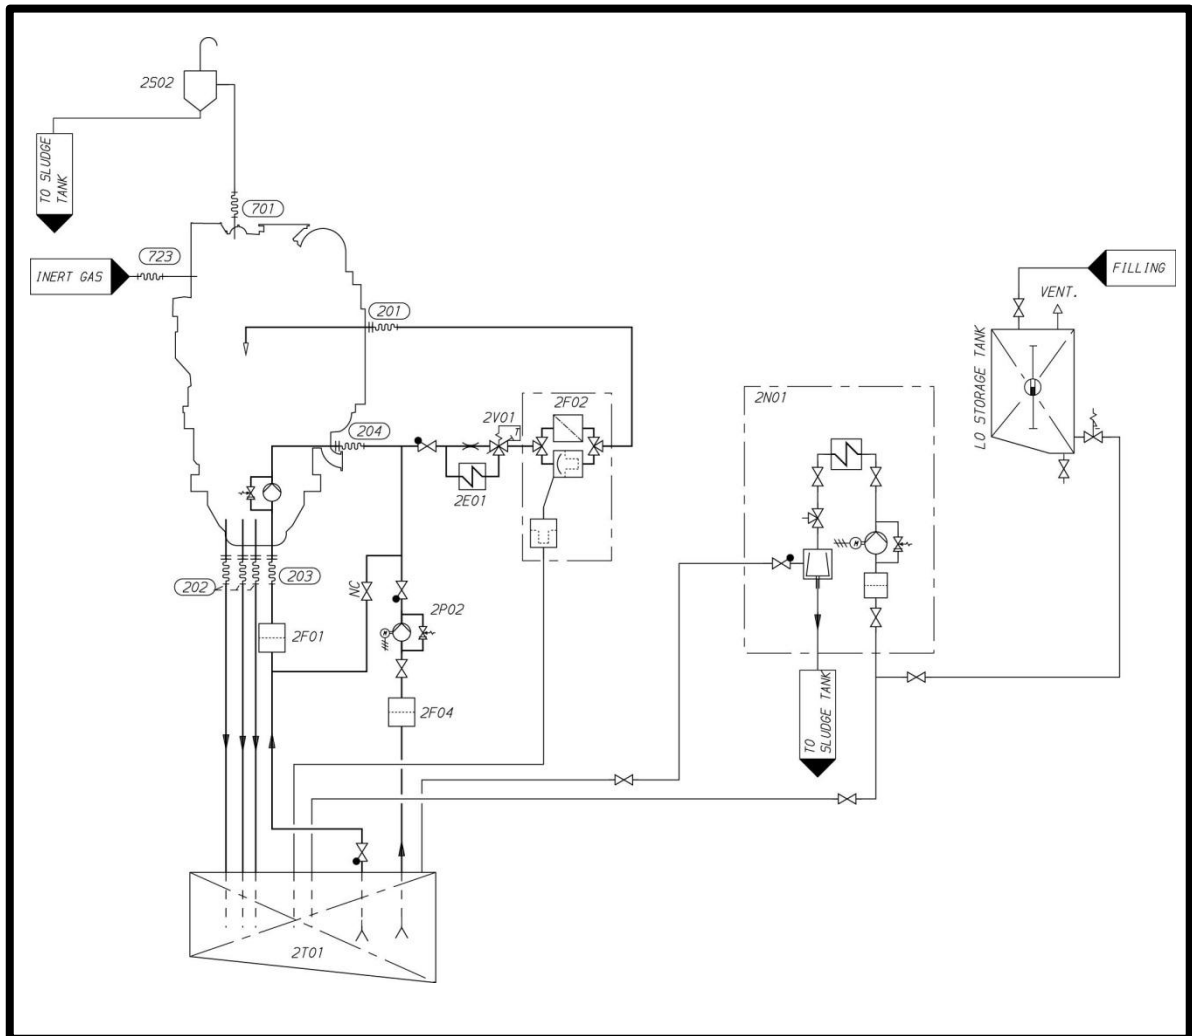 2S02
TO SLUDGE
TANK
701
723
INERT GAS
FILLING
VENT.
201
LO STORAGE TANK
2N01
2F02
2V01
T
204
2E01
202
203
NC
M
2P02
M
2F01
2F04
TO
SLUDGE TANK
2T01